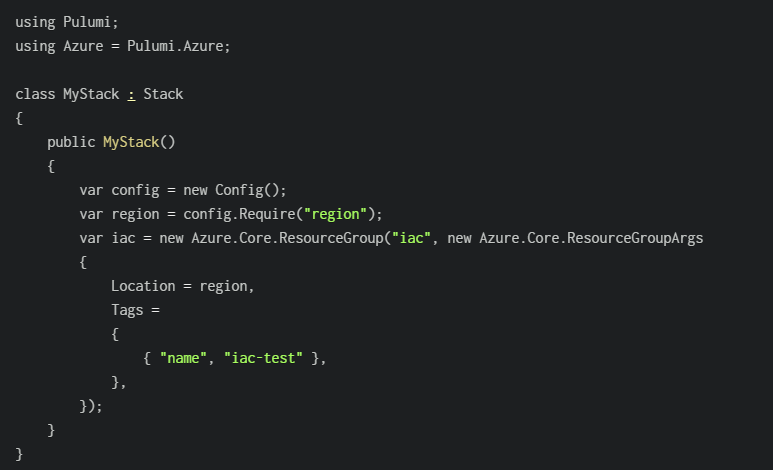 using Pulumi;
using Azure = Pulumi.Azure;
class MyStack : Stack
{
    public MyStack()
    {
        var config = new Config();
        var region = config.Require("region");
        var iac = new Azure.Core.ResourceGroup("iac", new Azure.Core.ResourceGroupArgs
        {
            Location = region,
            Tags =
            {
                { "name", "iac-test" },
            },
        });
    }
}